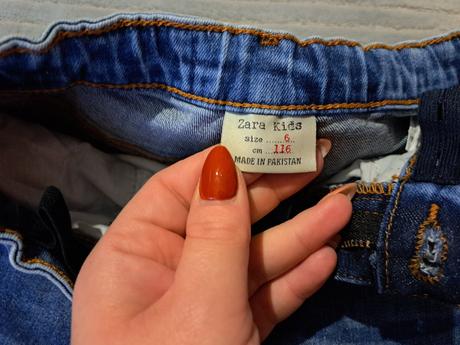 Zara Kids
size ......6..
cm ...116
MADE IN PAKISTAN